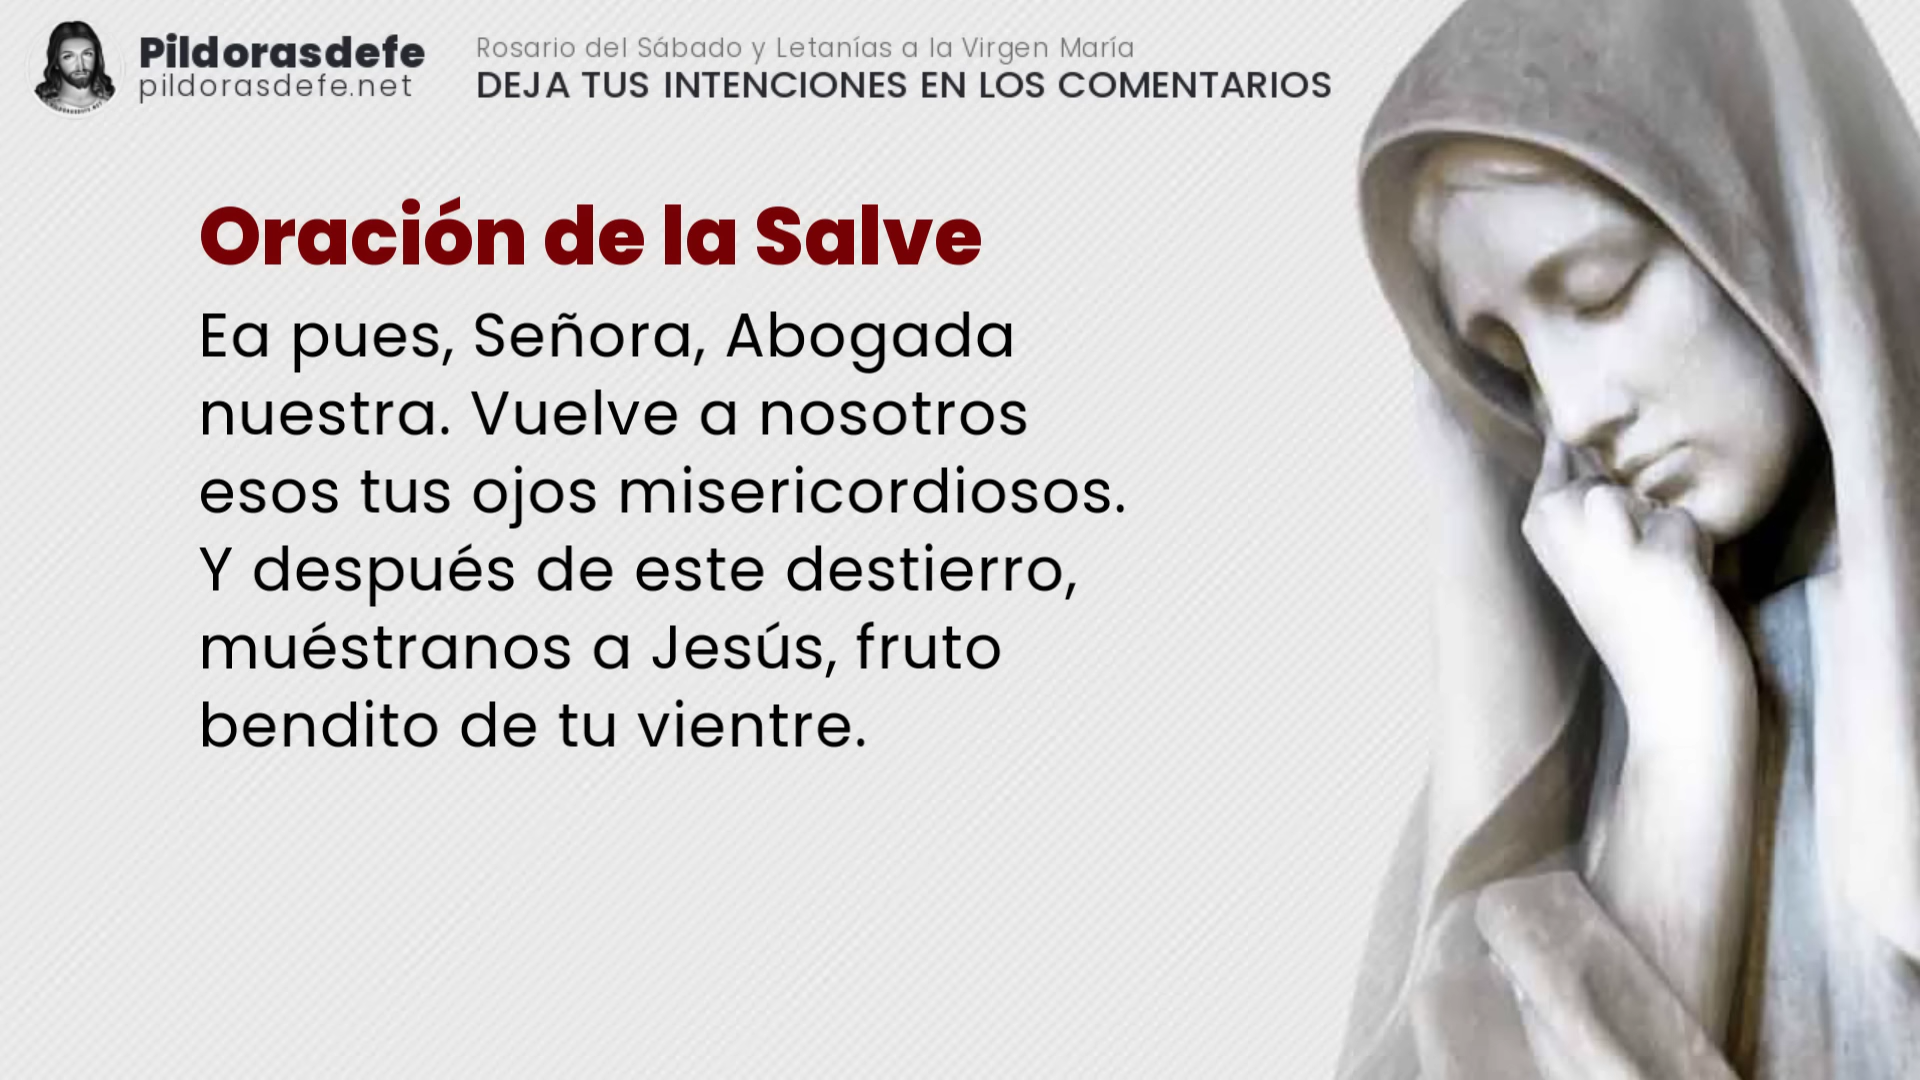 Pildorasdefe
pildorasdefe.net
Rosario del Sábado y Letanías a la Virgen María
DEJA TUS INTENCIONES EN LOS COMENTARIOS
Oración de la Salve
Ea pues, Señora, Abogada
nuestra. Vuelve a nosotros
esos tus ojos misericordiosos.
Y después de este destierro,
muéstranos a Jesús, fruto
bendito de tu vientre.